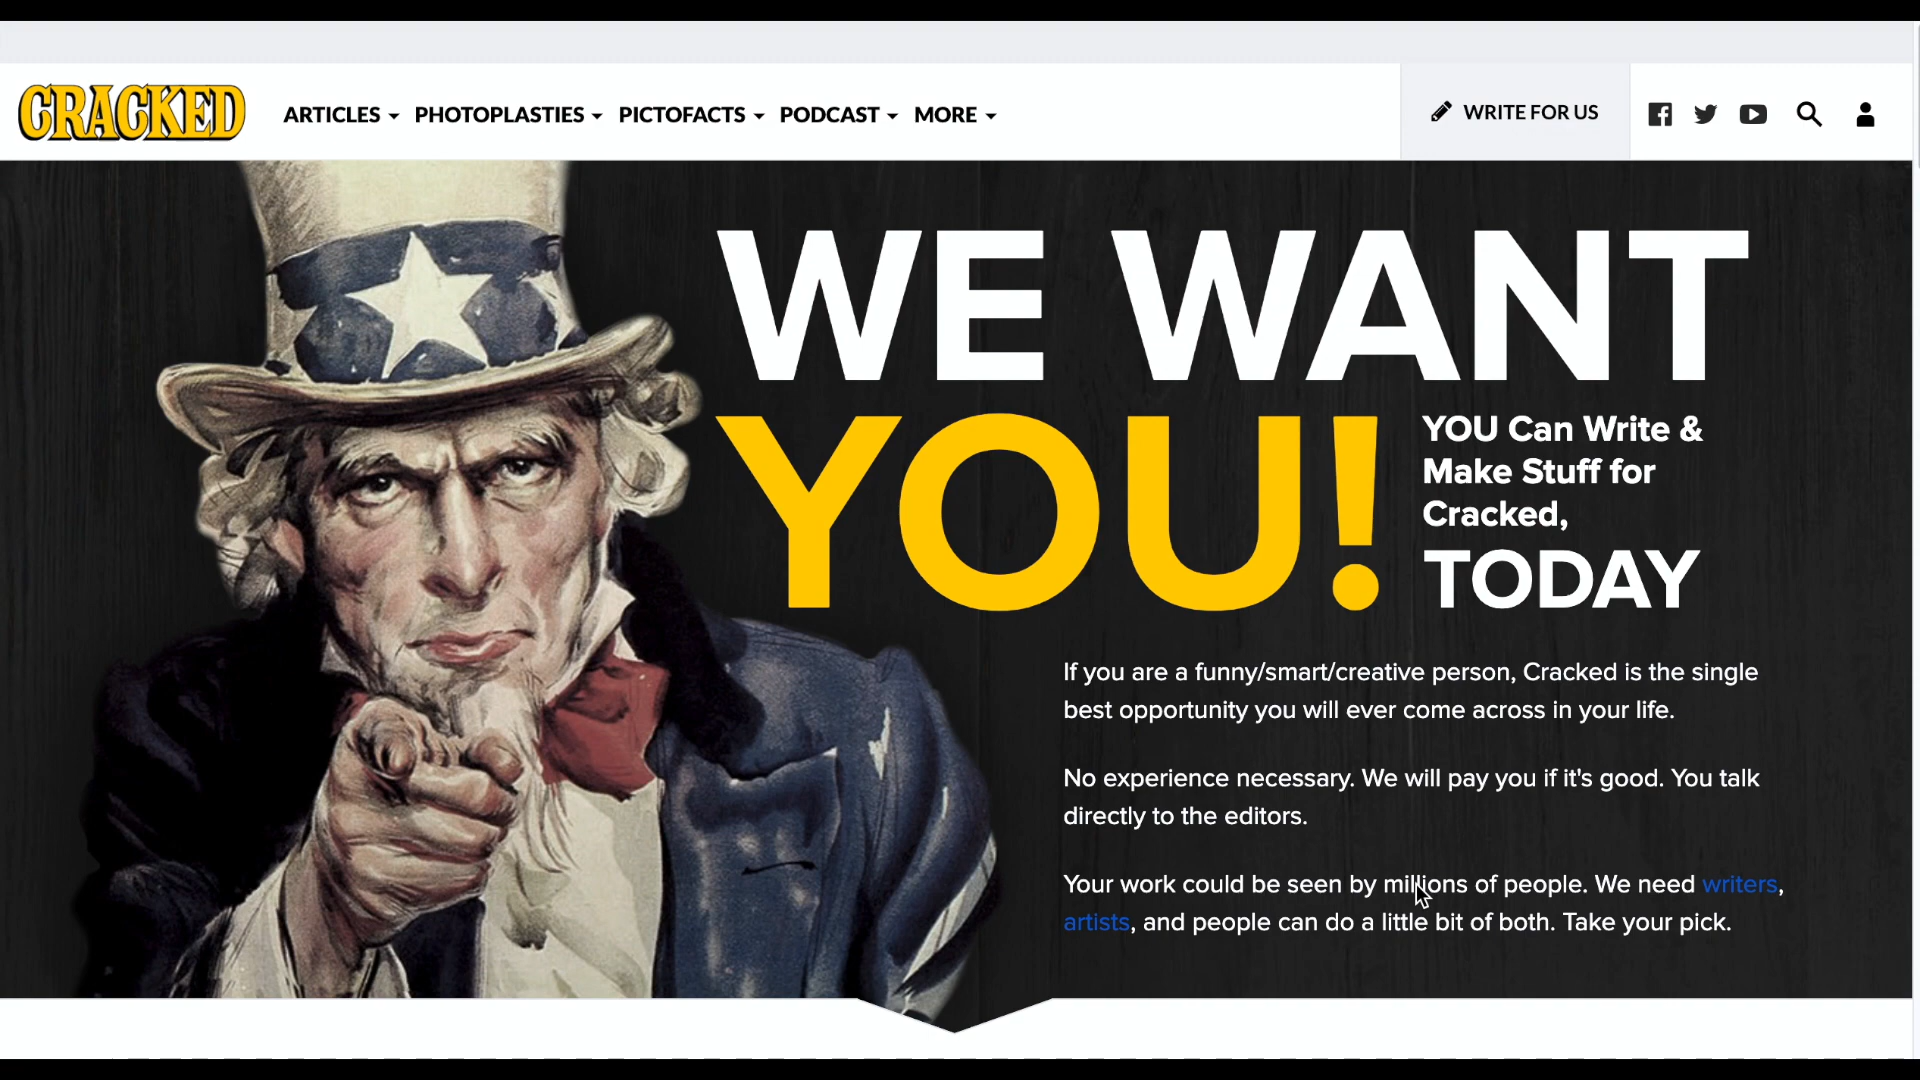 CRACKED
ARTICLES PHOTOPLASTIES PICTOFACTS PODCAST MORE
WRITE FOR US
WE WANT
YOU!
YOU Can Write &
Make Stuff for
Cracked,
TODAY
If you are a funny/smart/creative person, Cracked is the single
best opportunity you will ever come across in your life.
No experience necessary. We will pay you if it's good. You talk
directly to the editors.
Your work could be seen by millions of people. We need writers,
artists, and people can do a little bit of both. Take your pick.